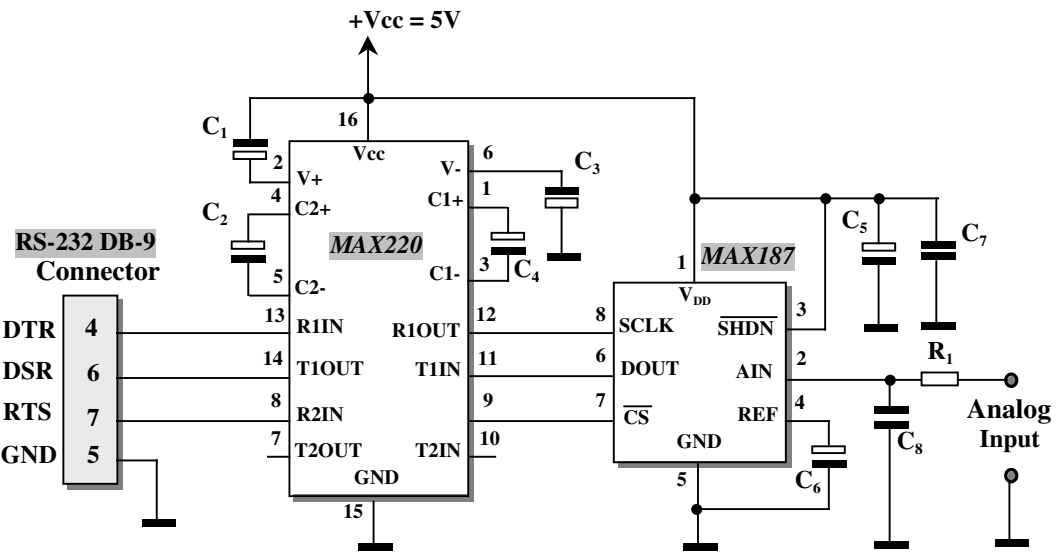 +Vcc = 5V
16
C1
2
Vcc
6
C3
V+
V-
4
1
C2+
C1+
C2
MAX220
RS-232 DB-9
Connector
5
C1-
3
C4
C2-
1
MAX187
C5
C7
VDD
13
R1IN
R1OUT
12
8
SCLK
SHDN
3
DTR
4
14
T1OUT
T1IN
11
6
DOUT
AIN
2
R1
DSR
6
8
R2IN
9
7
CS
REF
4
Analog
Input
RTS
7
7
T2OUT
T2IN
10
GND
C8
GND
5
GND
5
C6
15